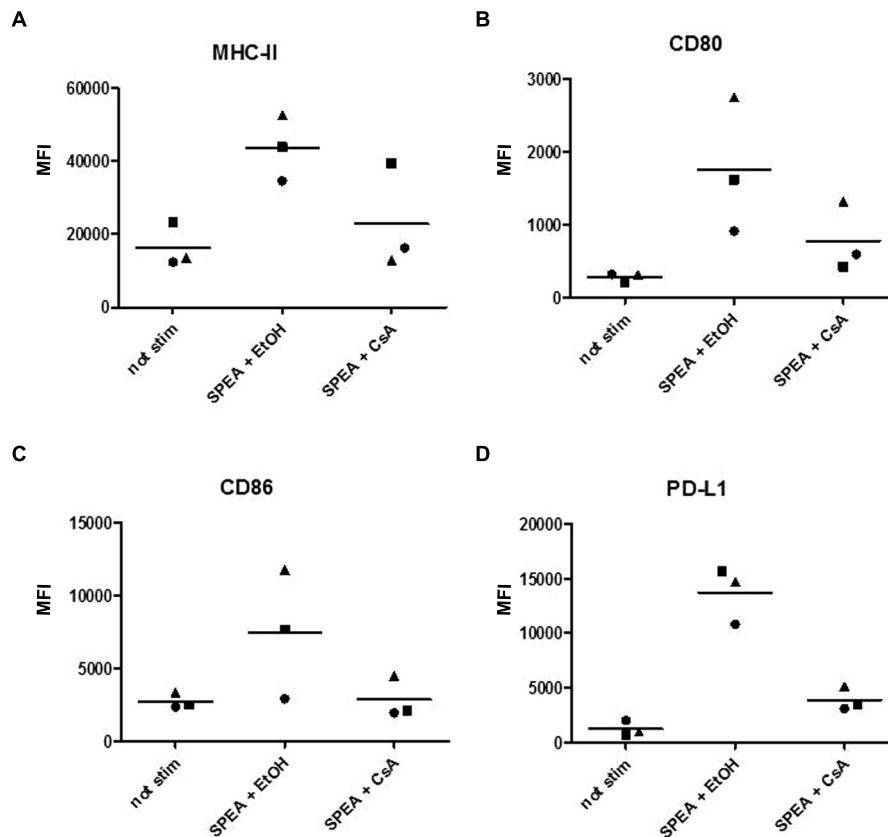 A
MHC-II
MFI
60000
40000
20000
0
not stim
SPEA + EtOH
SPEA + CsA
B
CD80
MFI
3000
2000
1000
0
not stim
SPEA + EtOH
SPEA + CsA
C
CD86
MFI
15000
10000
5000
0
not stim
SPEA + EtOH
SPEA + CsA
D
PD-L1
MFI
20000
15000
10000
5000
0
not stim
SPEA + EtOH
SPEA + CsA